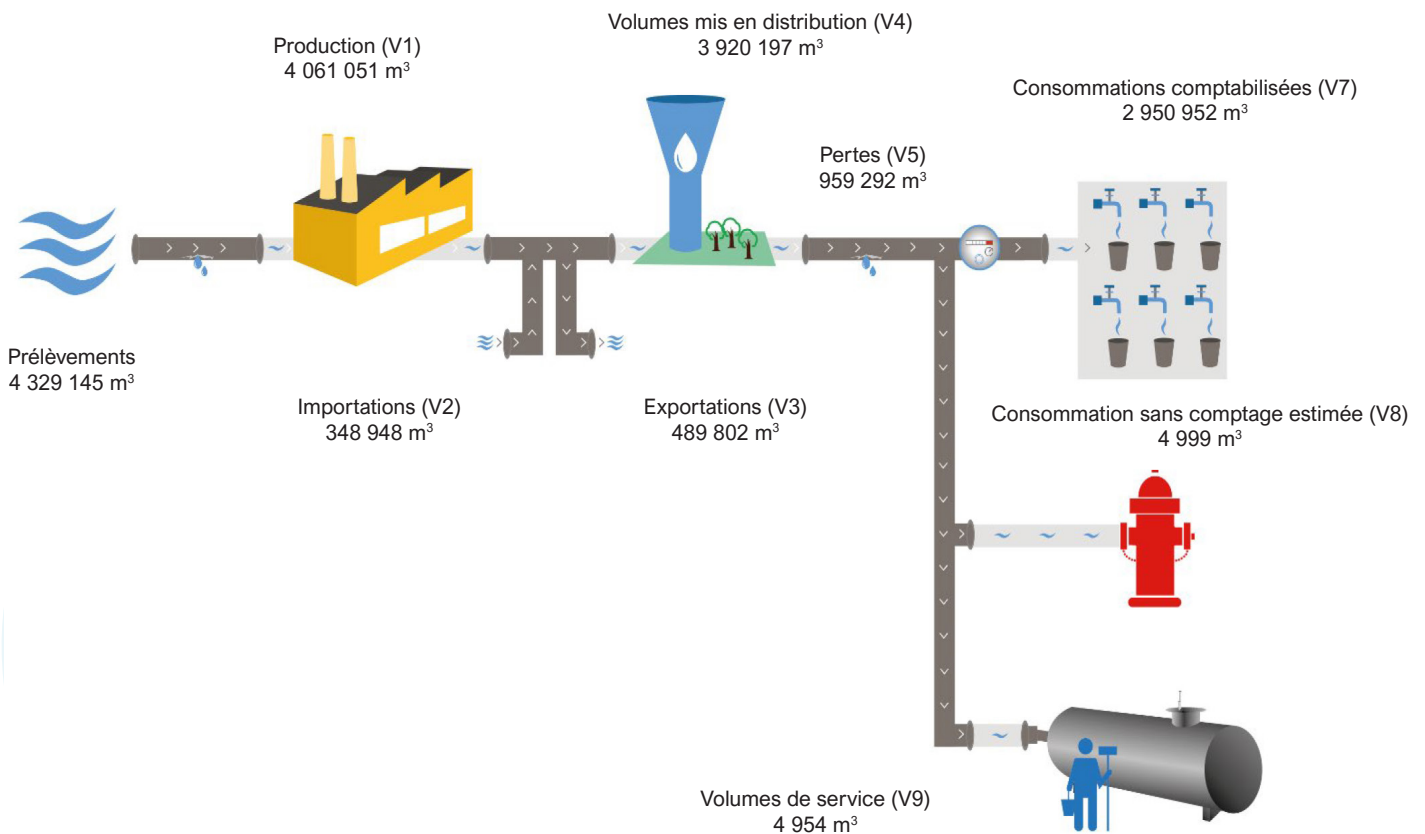 Volumes mis en distribution (V4)
3 920 197 m³
Production (V1)
4 061 051 m³
Consommations comptabilisées (V7)
2 950 952 m³
Pertes (V5)
959 292 m³
Prélèvements
4 329 145 m³
Importations (V2)
348 948 m³
Exportations (V3)
489 802 m³
Consommation sans comptage estimée (V8)
4 999 m³
Volumes de service (V9)
4 954 m³